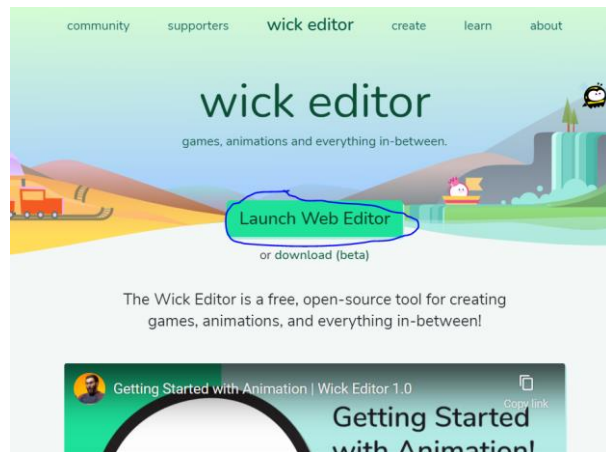 community supporters wick editor create learn about
wick editor
games, animations and everything in-between.
Launch Web Editor
or download (beta)
The Wick Editor is a free, open-source tool for creating
games, animations, and everything in-between!
Getting Started with Animation | Wick Editor 1.0
Copy link
Getting Started
with Animation!